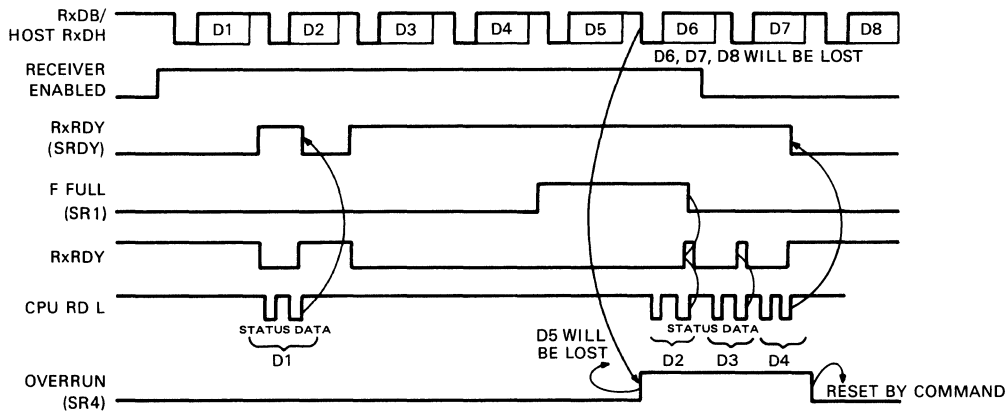 RxDB/
HOST RxDH
D1 D2 D3 D4 D5 D6 D7 D8
D6, D7, D8 WILL BE LOST
RECEIVER
ENABLED
RxRDY
(SRDY)
F FULL
(SR1)
RxRDY
CPU RD L
STATUS DATA
D1
STATUS DATA
D2 D3 D4
D5 WILL
BE LOST
OVERRUN
(SR4)
RESET BY COMMAND